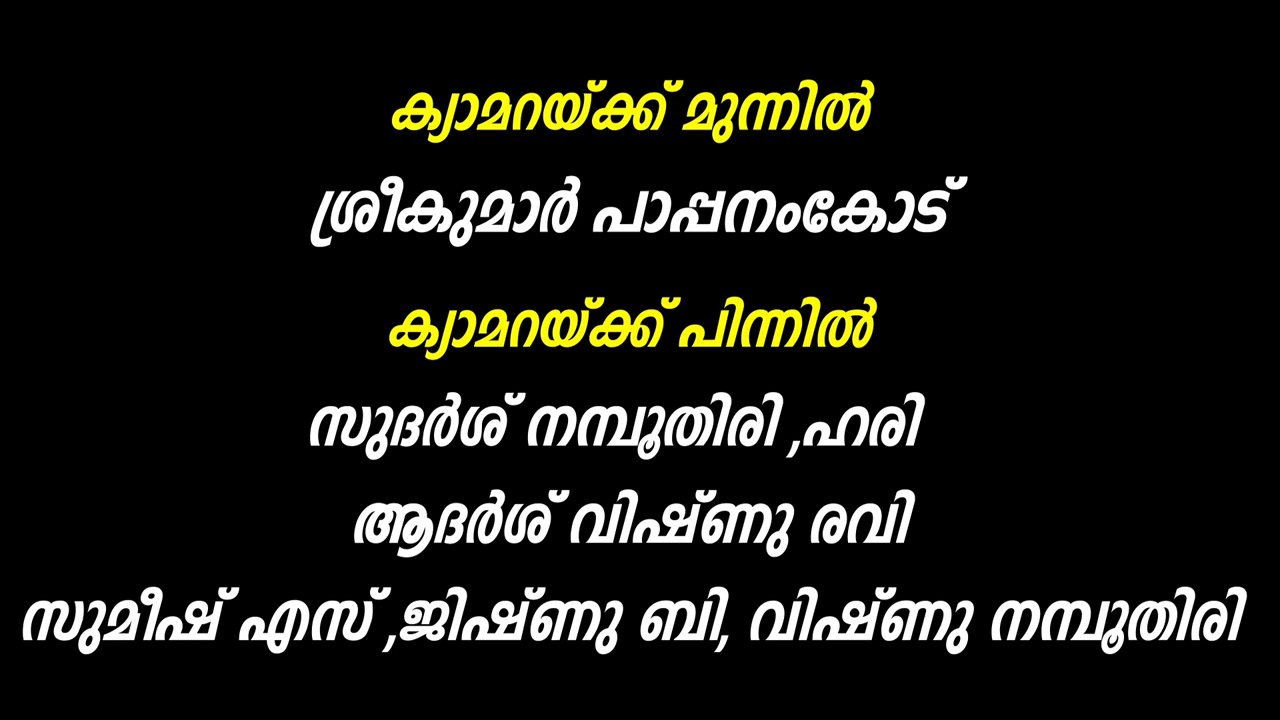 ക്യാമറയ്ക്ക് മുന്നിൽ
ശ്രീകുമാർ പാപ്പനംകോട്
ക്യാമറയ്ക്ക് പിന്നിൽ
സുദർശ് നമ്പൂതിരി ,ഹരി
ആദർശ് വിഷ്ണു രവി
സുമീഷ് എസ് ,ജിഷ്ണു ബി, വിഷ്ണു നമ്പൂതിരി